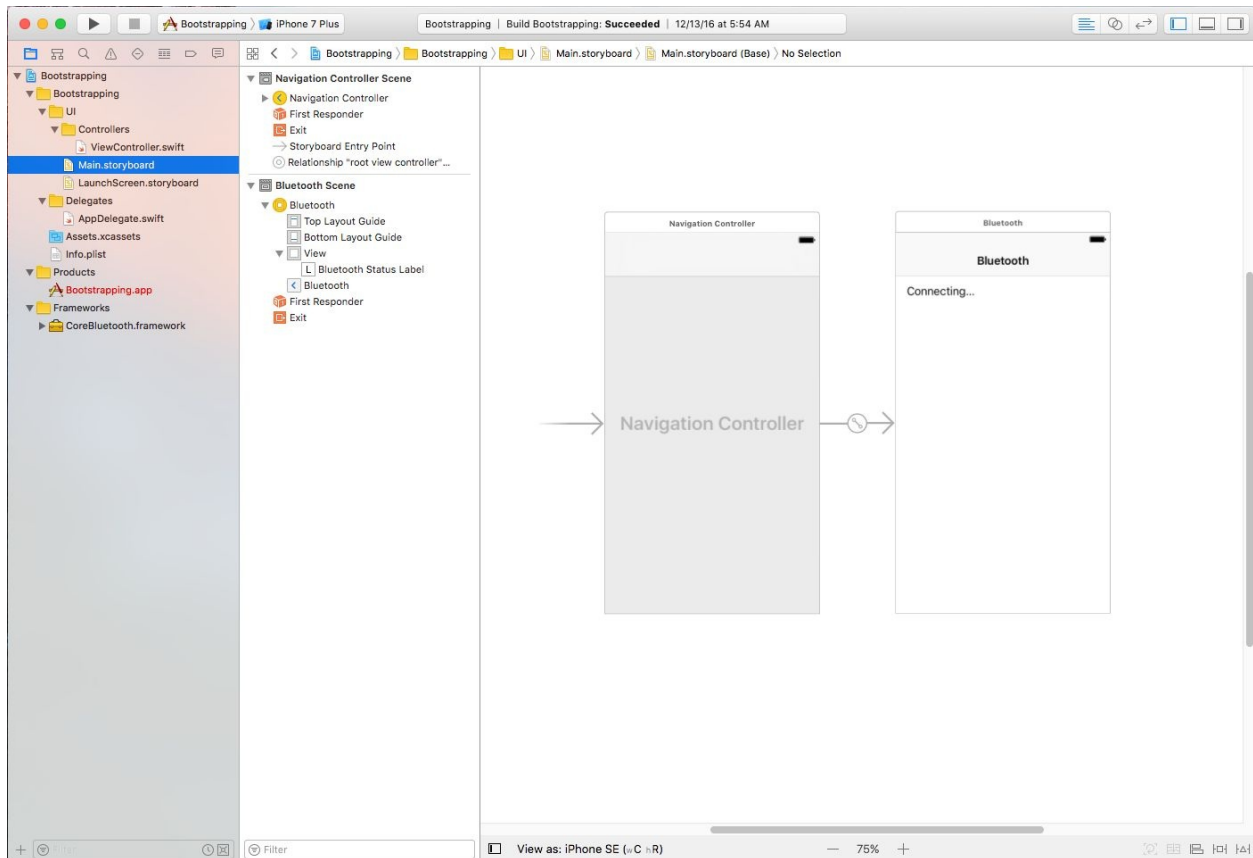 Bootstrapping 〉 iPhone 7 Plus
Bootstrapping | Build Bootstrapping: Succeeded | 12/13/16 at 5:54 AM
Bootstrapping 〉 Bootstrapping 〉 UI 〉 Main.storyboard 〉 Main.storyboard (Base) 〉 No Selection
Bootstrapping
Bootstrapping
UI
Controllers
ViewController.swift
Main.storyboard
LaunchScreen.storyboard
Delegates
AppDelegate.swift
Assets.xcassets
Info.plist
Products
Bootstrapping.app
Frameworks
CoreBluetooth.framework
Navigation Controller Scene
Navigation Controller
First Responder
Exit
Storyboard Entry Point
Relationship "root view controller"...
Bluetooth Scene
Bluetooth
Top Layout Guide
Bottom Layout Guide
View
L Bluetooth Status Label
Bluetooth
First Responder
Exit
Navigation Controller
Navigation Controller
Bluetooth
Bluetooth
Connecting...
Filter
View as: iPhone SE (wC hR)
— 75% +